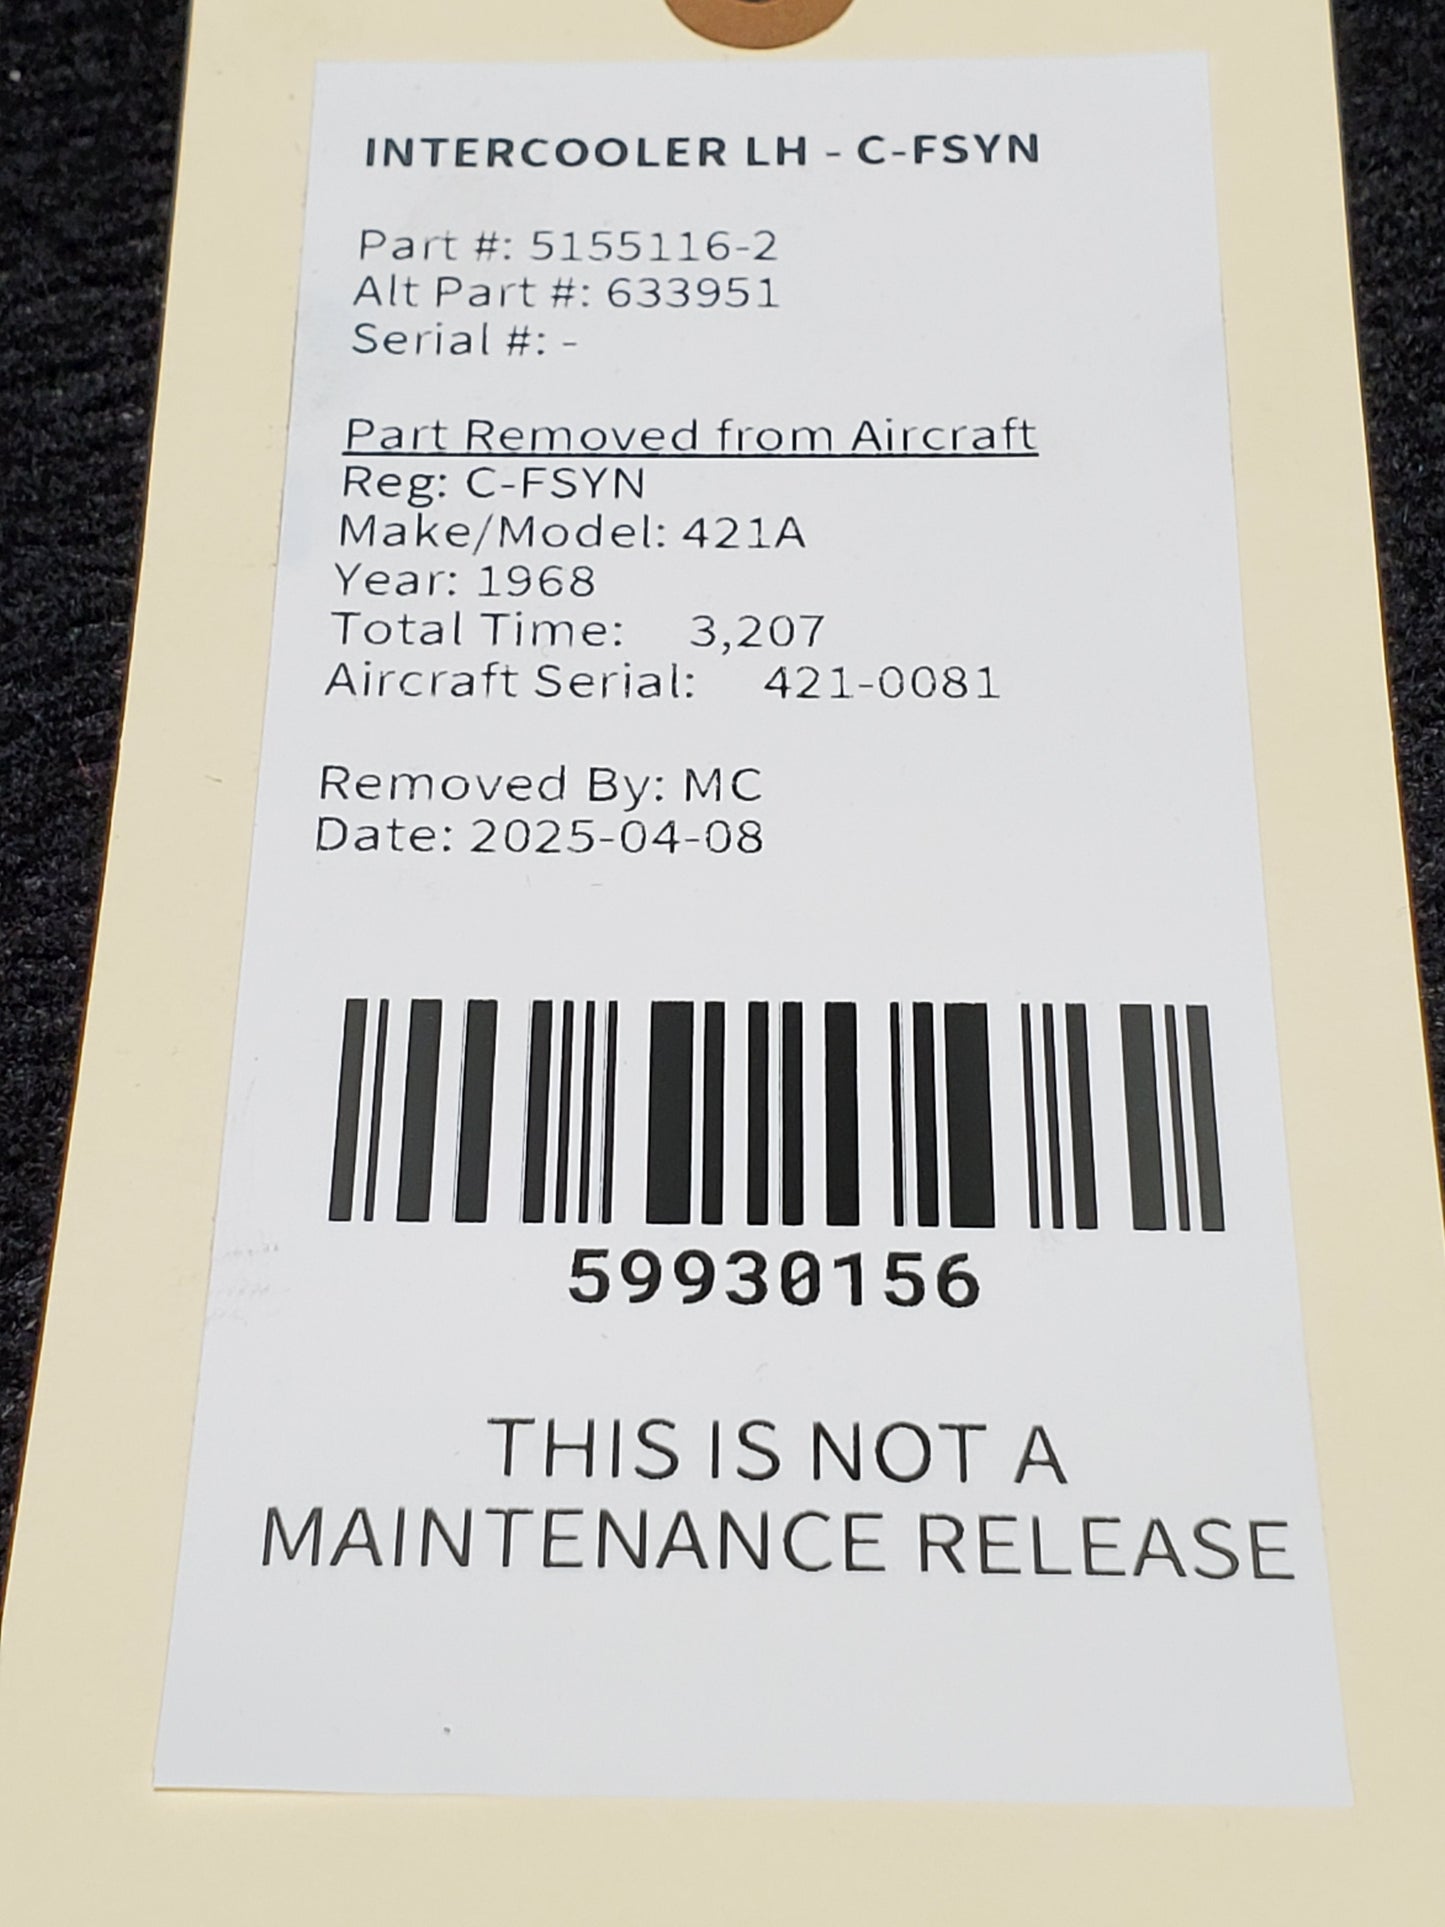 INTERCOOLER LH - C-FSYN
Part #: 5155116-2
Alt Part #: 633951
Serial #: -
Part Removed from Aircraft
Reg: C-FSYN
Make/Model: 421A
Year: 1968
Total Time: 3,207
Aircraft Serial: 421-0081
Removed By: MC
Date: 2025-04-08
59930156
THIS IS NOT A
MAINTENANCE RELEASE